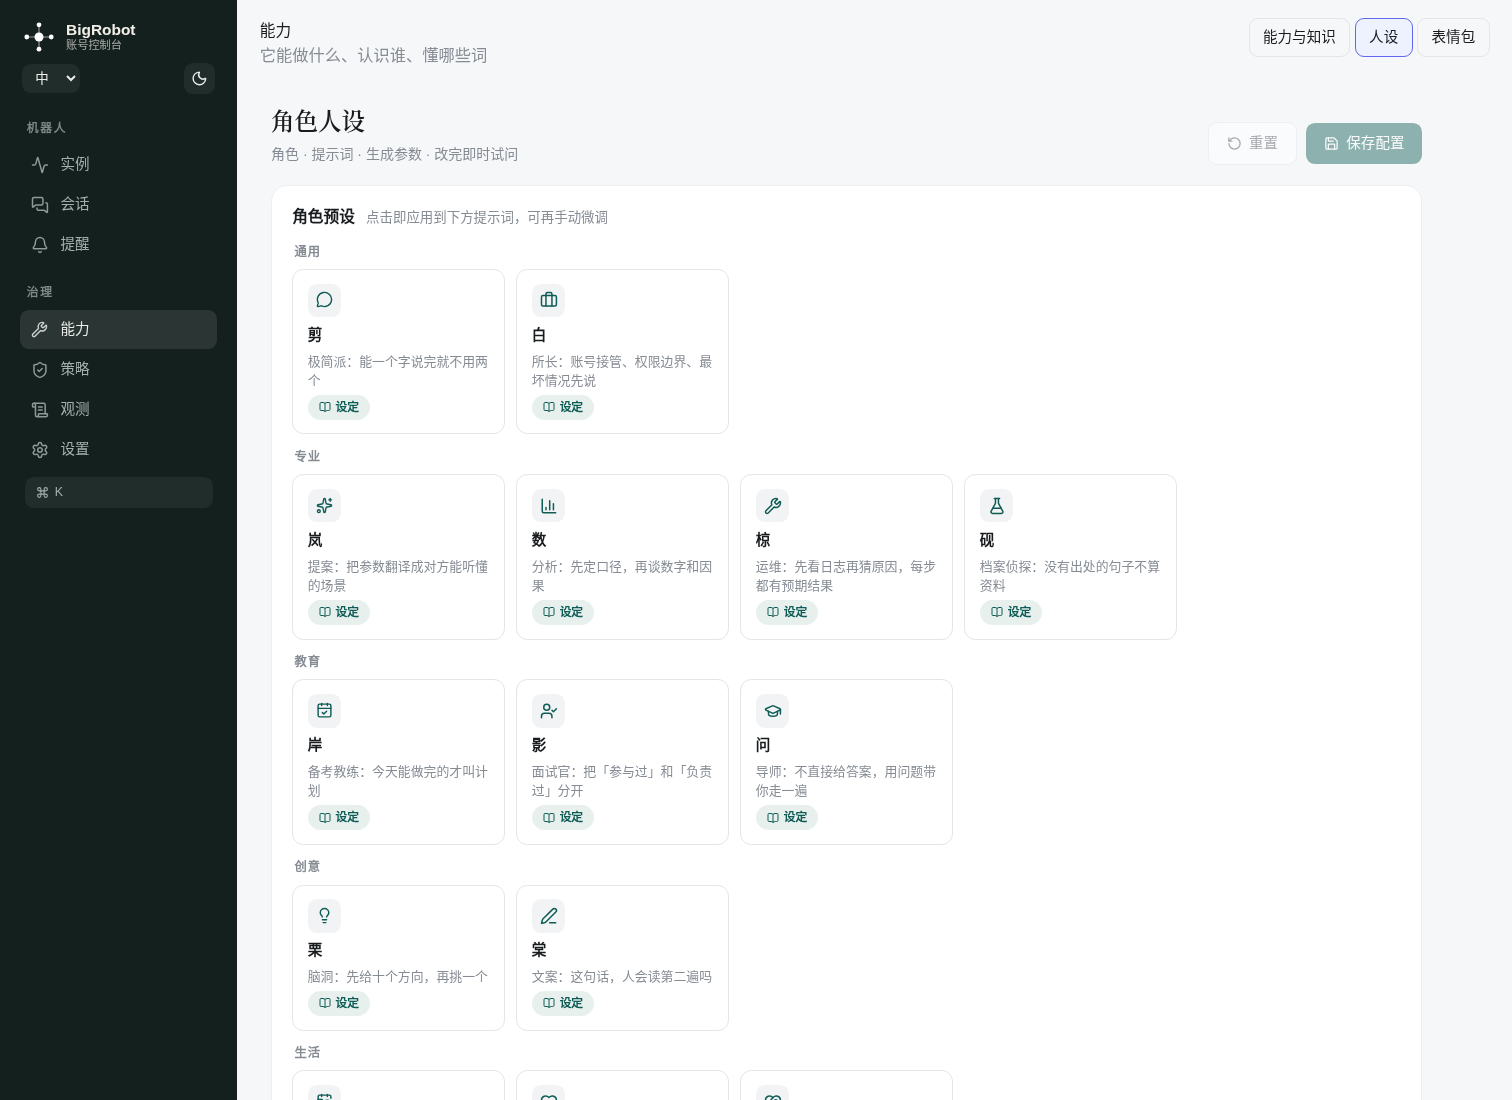 BigRobot
账号控制台
中
机器人
实例
会话
提醒
治理
能力
策略
观测
设置
⌘ K
能力
它能做什么、认识谁、懂哪些词
能力与知识
人设
表情包
角色人设
角色 · 提示词 · 生成参数 · 改完即时试问
重置
保存配置
角色预设 点击即应用到下方提示词，可再手动微调
通用
剪
极简派：能一个字说完就不用两
个
设定
白
所长：账号接管、权限边界、最
坏情况先说
设定
专业
岚
提案：把参数翻译成对方能听懂
的场景
设定
数
分析：先定口径，再谈数字和因
果
设定
椋
运维：先看日志再猜原因，每步
都有预期结果
设定
砚
档案侦探：没有出处的句子不算
资料
设定
教育
岸
备考教练：今天能做完的才叫计
划
设定
影
面试官：把「参与过」和「负责
过」分开
设定
问
导师：不直接给答案，用问题带
你走一遍
设定
创意
栗
脑洞：先给十个方向，再挑一个
设定
棠
文案：这句话，人会读第二遍吗
设定
生活